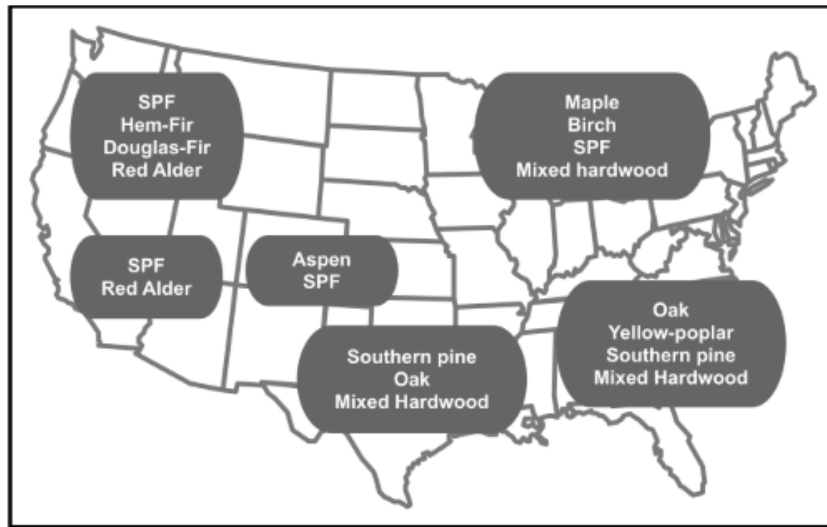 SPF
Hem-Fir
Douglas-Fir
Red Alder
Maple
Birch
SPF
Mixed hardwood
SPF
Red Alder
Aspen
SPF
Southern pine
Oak
Mixed Hardwood
Oak
Yellow-poplar
Southern pine
Mixed Hardwood